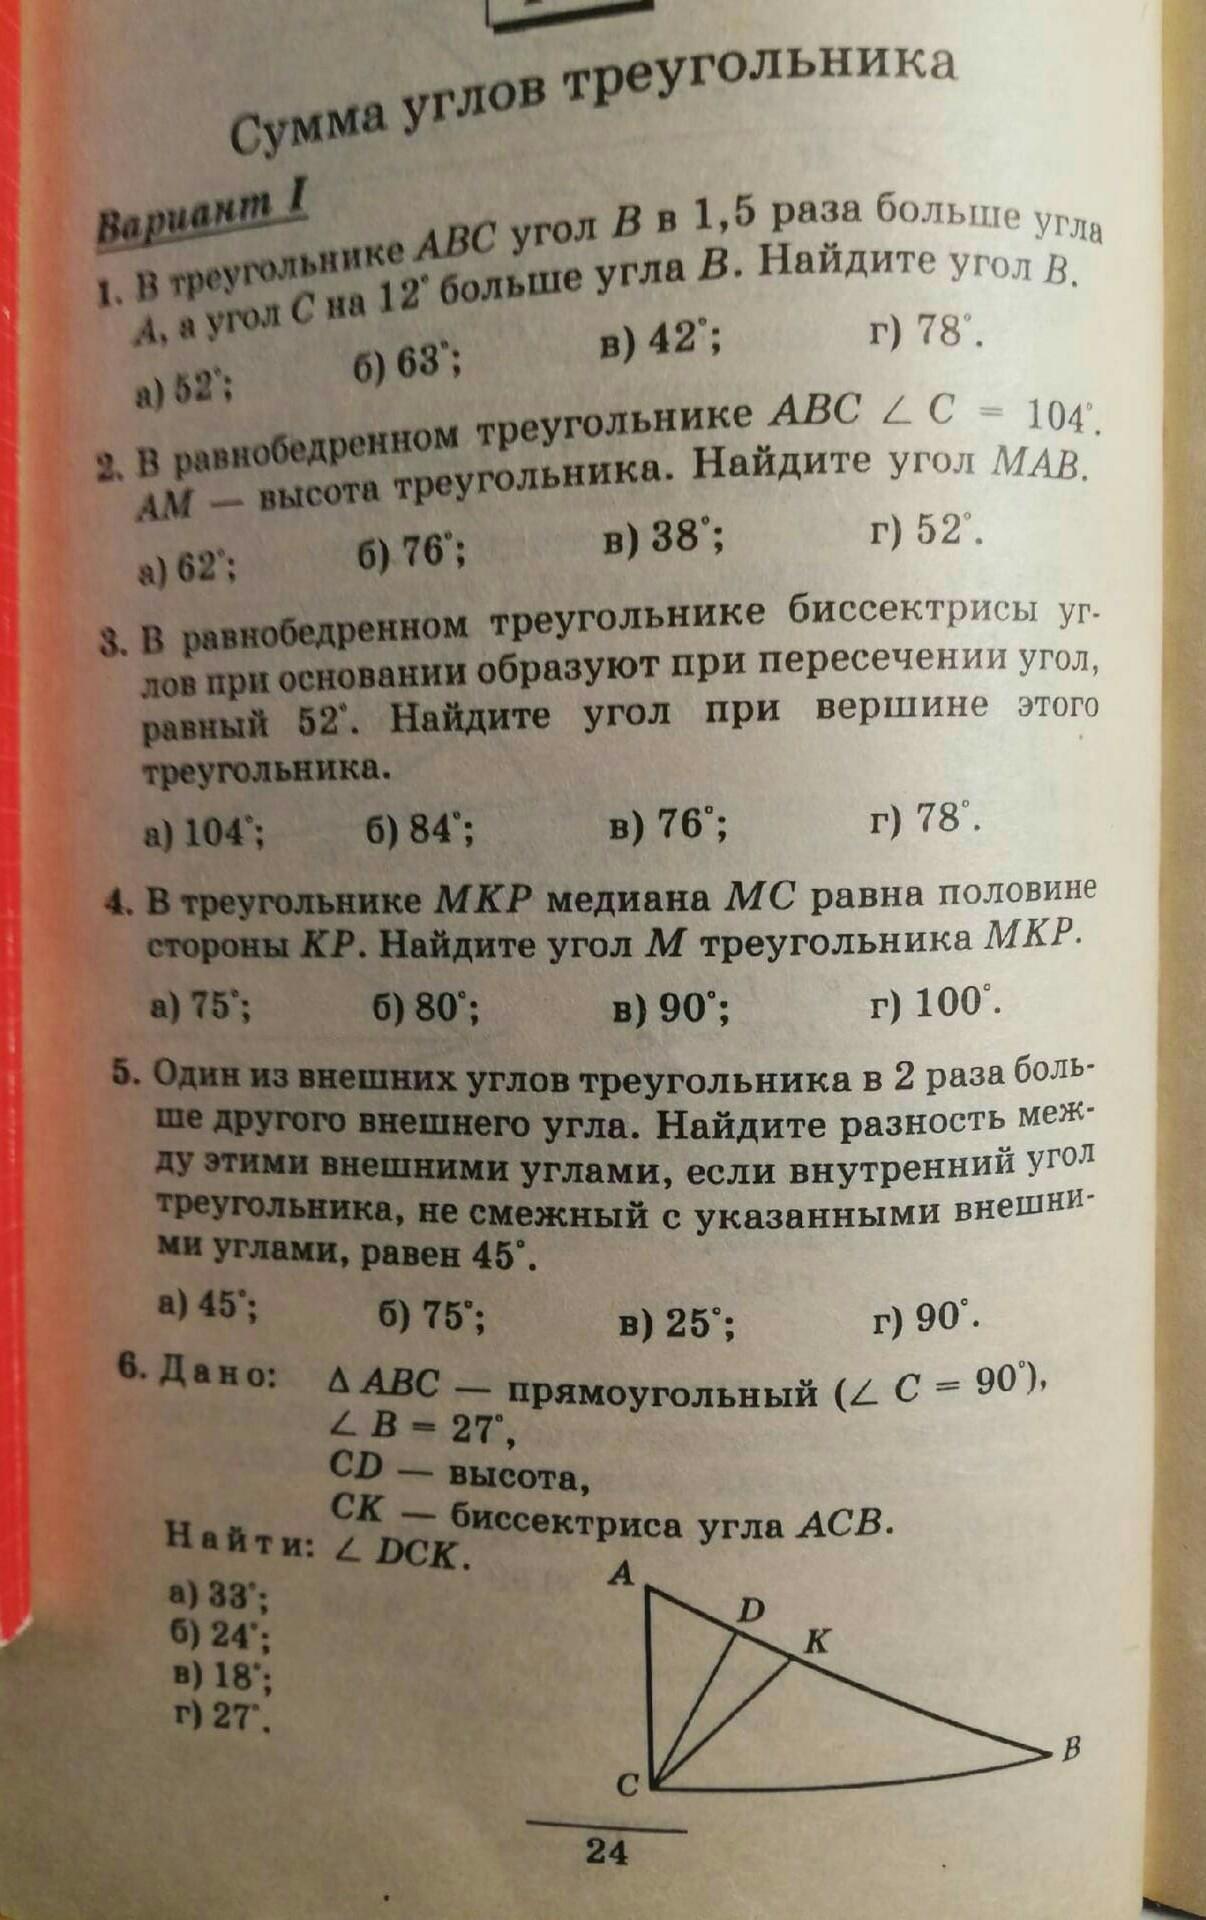 Сумма углов треугольника
Вариант I
1. В треугольнике ABC угол B в 1,5 раза больше угла
A, а угол C на 12° больше угла B. Найдите угол B.
а) 52°; б) 63°; в) 42°; г) 78°.
2. В равнобедренном треугольнике ABC ∠ C = 104°.
AM — высота треугольника. Найдите угол MAB.
а) 62°; б) 76°; в) 38°; г) 52°.
3. В равнобедренном треугольнике биссектрисы уг-
лов при основании образуют при пересечении угол,
равный 52°. Найдите угол при вершине этого
треугольника.
а) 104°; б) 84°; в) 76°; г) 78°.
4. В треугольнике MKP медиана MC равна половине
стороны KP. Найдите угол M треугольника MKP.
а) 75°; б) 80°; в) 90°; г) 100°.
5. Один из внешних углов треугольника в 2 раза боль-
ше другого внешнего угла. Найдите разность меж-
ду этими внешними углами, если внутренний угол
треугольника, не смежный с указанными внешни-
ми углами, равен 45°.
а) 45°; б) 75°; в) 25°; г) 90°.
6. Дано: Δ ABC — прямоугольный (∠ C = 90°),
∠ B = 27°,
CD — высота,
CK — биссектриса угла ACB.
Найти: ∠ DCK.
а) 33°;
б) 24°;
в) 18°;
г) 27°.
A
D
K
B
C
24